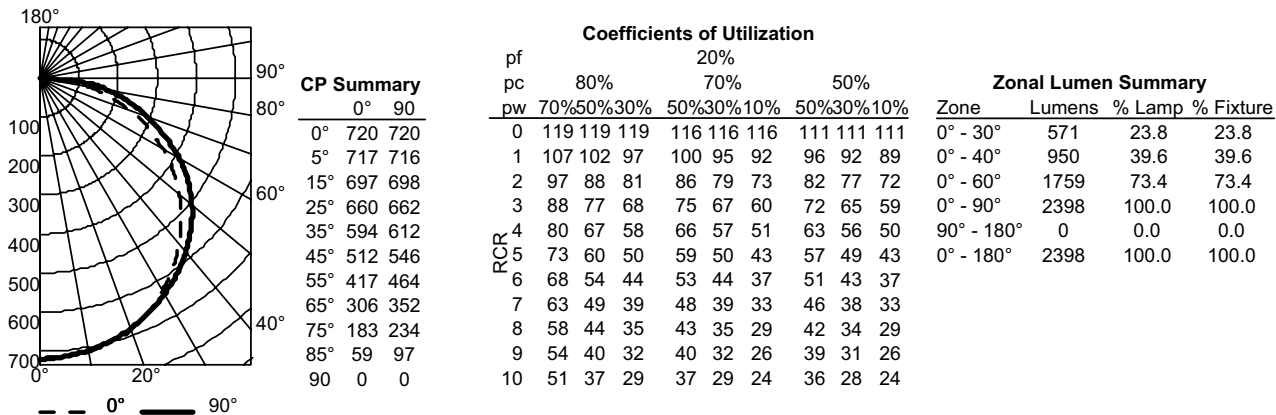 180°
90°
80°
60°
40°
100
200
300
400
500
600
700
0° 20°
0° 90°
CP Summary
0° 90
0° 720 720
5° 717 716
15° 697 698
25° 660 662
35° 594 612
45° 512 546
55° 417 464
65° 306 352
75° 183 234
85° 59 97
90 0 0
Coefficients of Utilization
pf 20%
pc 80% 70% 50%
pw 70%50%30% 50%30%10% 50%30%10%
RCR
0 119 119 119 116 116 116 111 111 111
1 107 102 97 100 95 92 96 92 89
2 97 88 81 86 79 73 82 77 72
3 88 77 68 75 67 60 72 65 59
4 80 67 58 66 57 51 63 56 50
5 73 60 50 59 50 43 57 49 43
6 68 54 44 53 44 37 51 43 37
7 63 49 39 48 39 33 46 38 33
8 58 44 35 43 35 29 42 34 29
9 54 40 32 40 32 26 39 31 26
10 51 37 29 37 29 24 36 28 24
Zonal Lumen Summary
Zone Lumens % Lamp % Fixture
0° - 30° 571 23.8 23.8
0° - 40° 950 39.6 39.6
0° - 60° 1759 73.4 73.4
0° - 90° 2398 100.0 100.0
90° - 180° 0 0.0 0.0
0° - 180° 2398 100.0 100.0